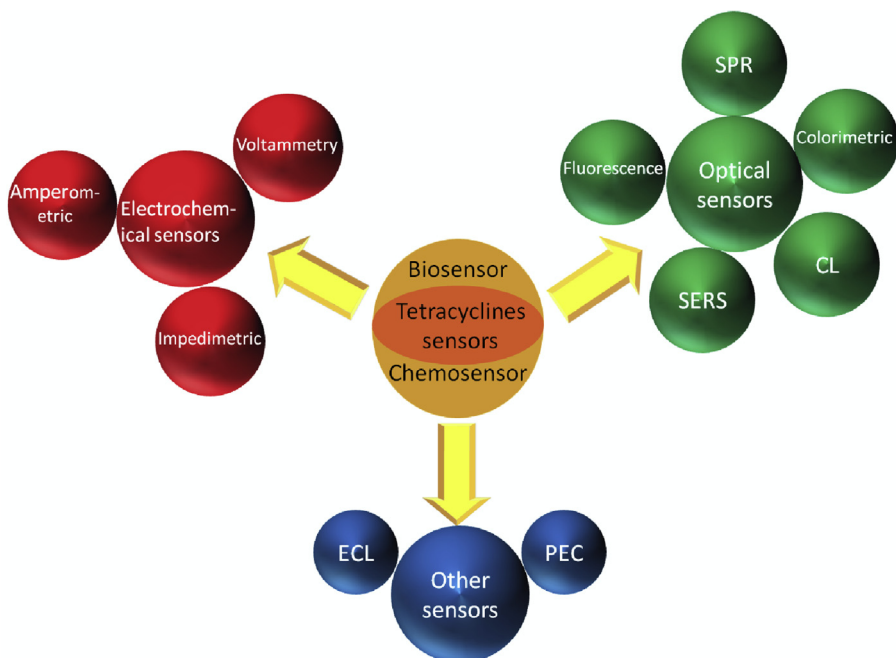 SPR
Colorimetric
Fluorescence
Optical
sensors
CL
SERS
Voltammetry
Amperom-
etric
Electrochem-
ical sensors
Impedimetric
Biosensor
Tetracyclines
sensors
Chemosensor
ECL
Other
sensors
PEC